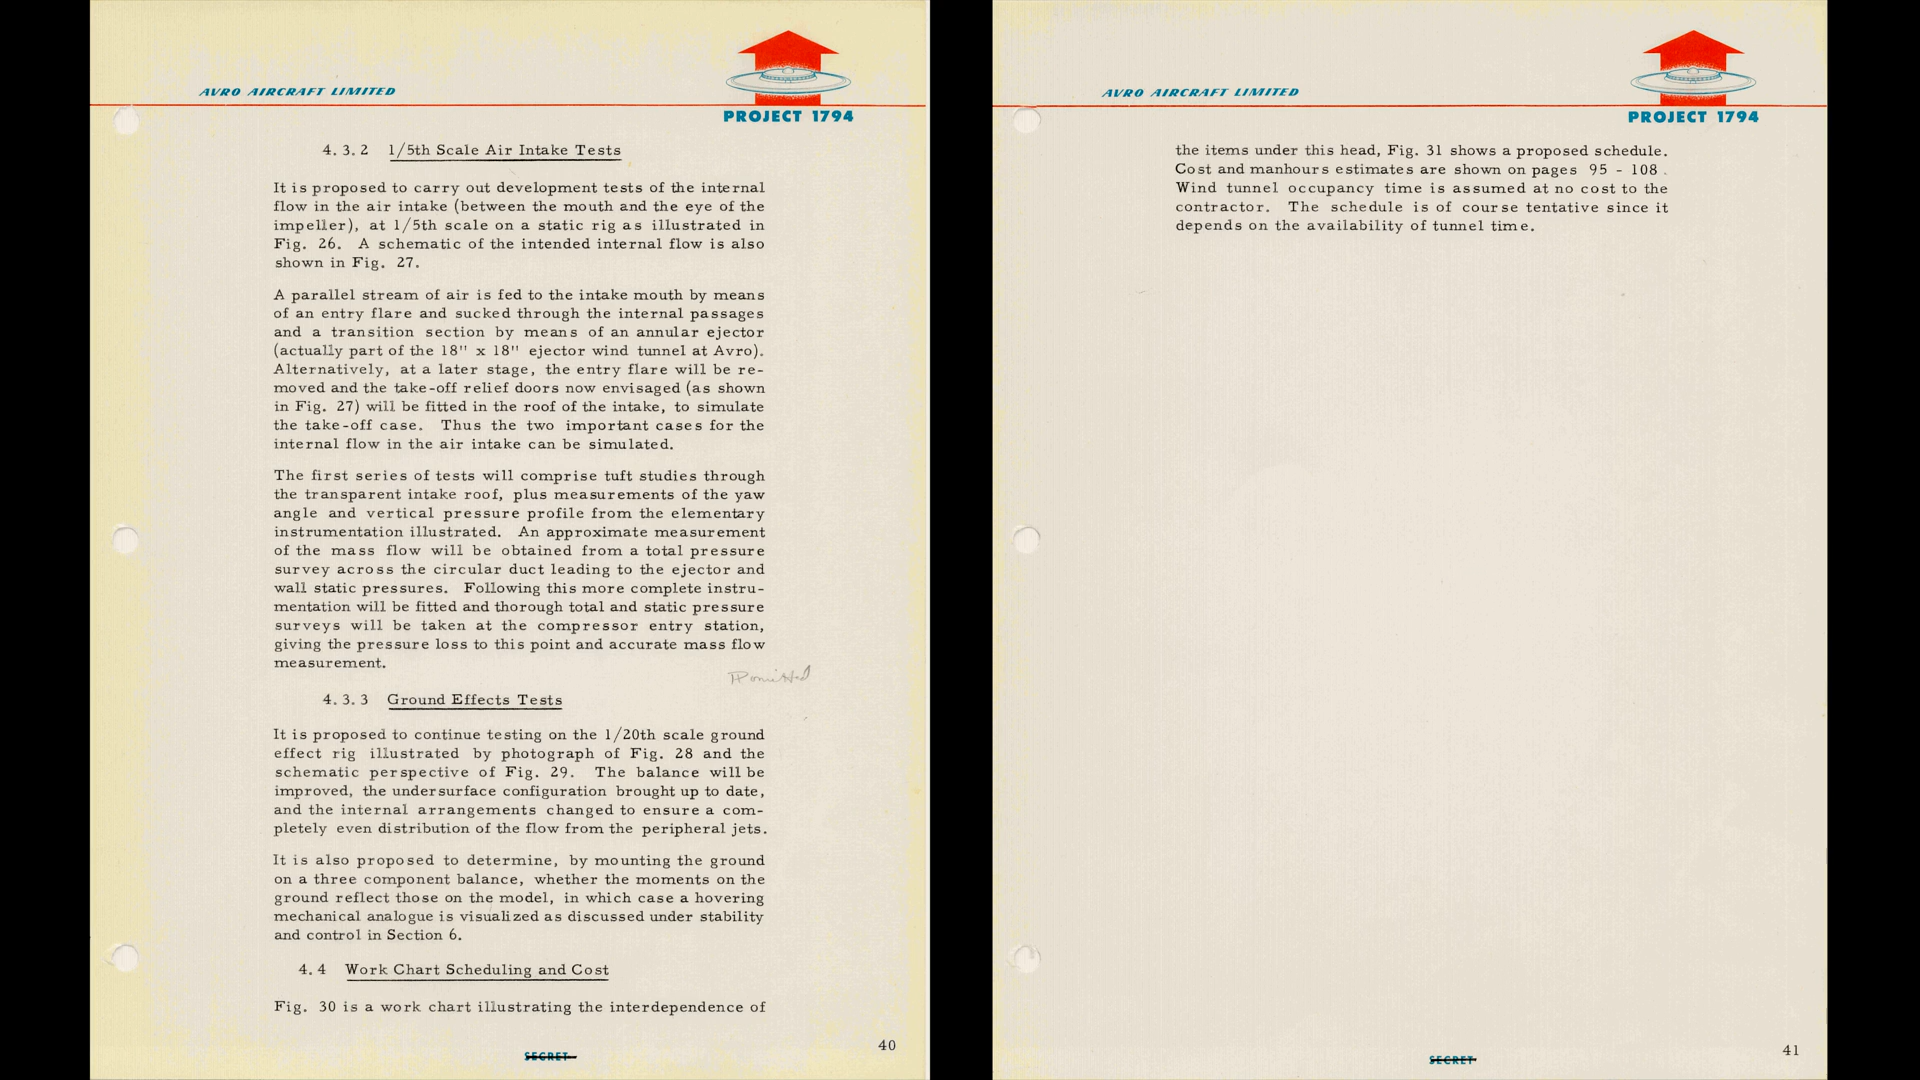 AVRO AIRCRAFT LIMITED
PROJECT 1794
4.3.2 1/5th Scale Air Intake Tests
It is proposed to carry out development tests of the internal
flow in the air intake (between the mouth and the eye of the
impeller), at 1/5th scale on a static rig as illustrated in
Fig. 26. A schematic of the intended internal flow is also
shown in Fig. 27.
A parallel stream of air is fed to the intake mouth by means
of an entry flare and sucked through the internal passages
and a transition section by means of an annular ejector
(actually part of the 18" x 18" ejector wind tunnel at Avro).
Alternatively, at a later stage, the entry flare will be re-
moved and the take-off relief doors now envisaged (as shown
in Fig. 27) will be fitted in the roof of the intake, to simulate
the take-off case. Thus the two important cases for the
internal flow in the air intake can be simulated.
The first series of tests will comprise tuft studies through
the transparent intake roof, plus measurements of the yaw
angle and vertical pressure profile from the elementary
instrumentation illustrated. An approximate measurement
of the mass flow will be obtained from a total pressure
survey across the circular duct leading to the ejector and
wall static pressures. Following this more complete instru-
mentation will be fitted and thorough total and static pressure
surveys will be taken at the compressor entry station,
giving the pressure loss to this point and accurate mass flow
measurement.
4.3.3 Ground Effects Tests
It is proposed to continue testing on the 1/20th scale ground
effect rig illustrated by photograph of Fig. 28 and the
schematic perspective of Fig. 29. The balance will be
improved, the undersurface configuration brought up to date,
and the internal arrangements changed to ensure a com-
pletely even distribution of the flow from the peripheral jets.
It is also proposed to determine, by mounting the ground
on a three component balance, whether the moments on the
ground reflect those on the model, in which case a hovering
mechanical analogue is visualized as discussed under stability
and control in Section 6.
4.4 Work Chart Scheduling and Cost
Fig. 30 is a work chart illustrating the interdependence of
40
SECRET
AVRO AIRCRAFT LIMITED
PROJECT 1794
the items under this head, Fig. 31 shows a proposed schedule.
Cost and manhours estimates are shown on pages 95 - 108.
Wind tunnel occupancy time is assumed at no cost to the
contractor. The schedule is of course tentative since it
depends on the availability of tunnel time.
41
SECRET